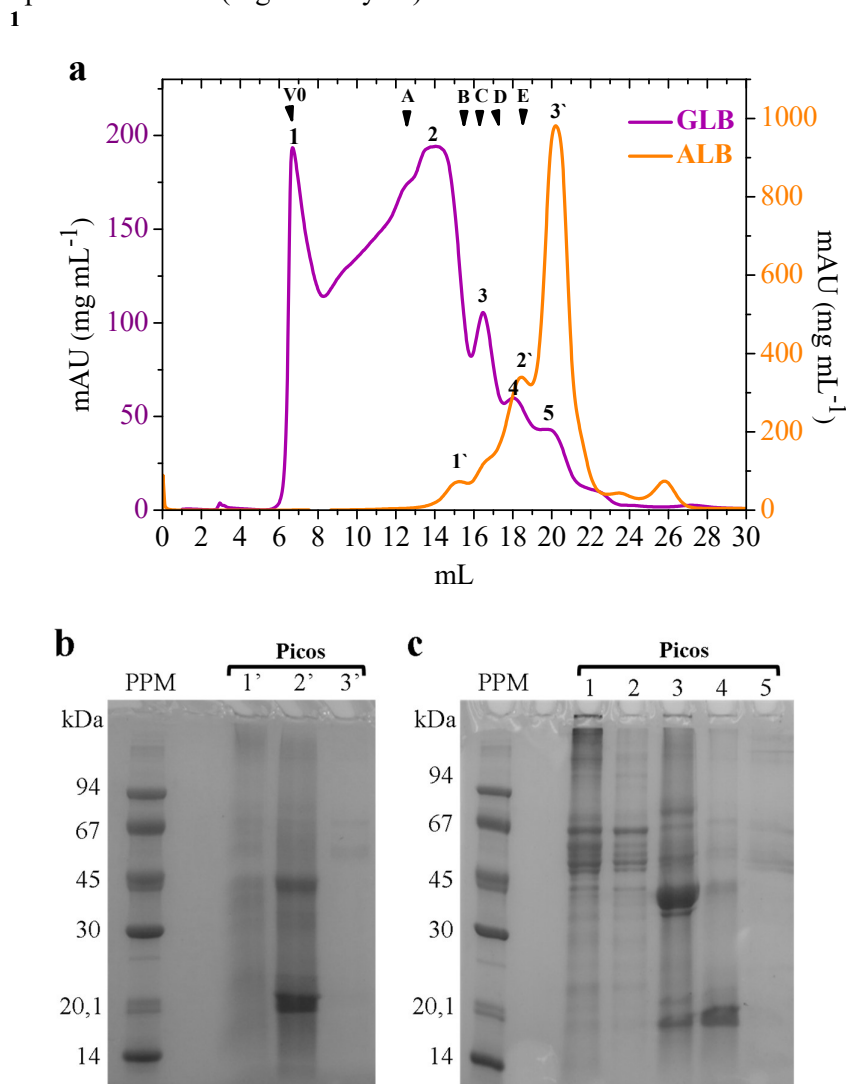 1
a
V0 A B C D E
1 2 3 4 5 1` 2` 3`
GLB
ALB
mAU (mg mL-1)
200
150
100
50
0
1000
800
600
400
200
0
mAU (mg mL-1)
0 2 4 6 8 10 12 14 16 18 20 22 24 26 28 30
mL
b
Picos
PPM 1’ 2’ 3’
kDa
94
67
45
30
20,1
14
c
Picos
PPM 1 2 3 4 5
kDa
94
67
45
30
20,1
14